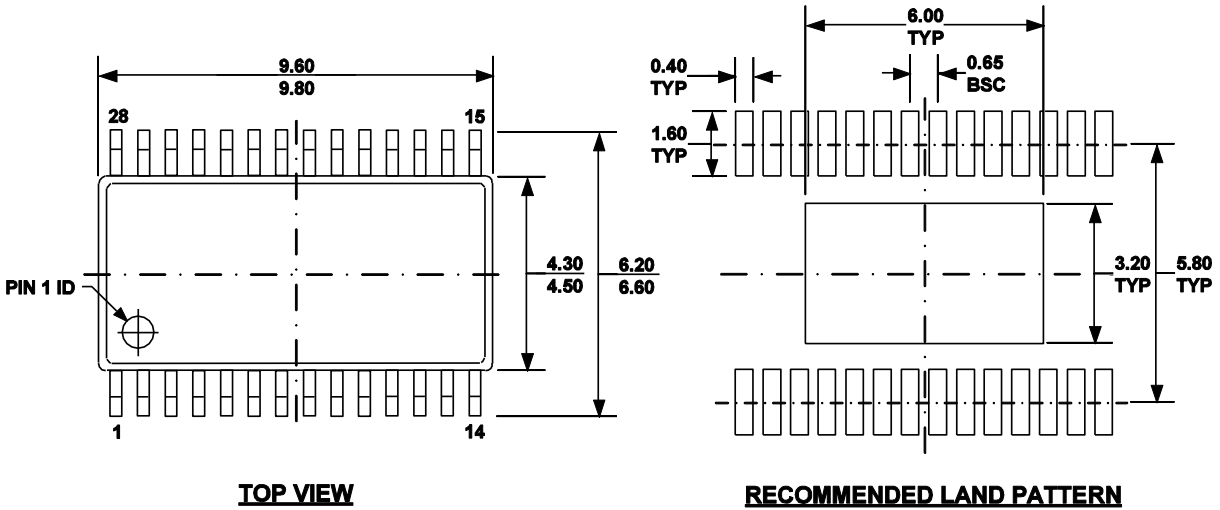 9.60
9.80
28
15
4.30
4.50
6.20
6.60
PIN 1 ID
1
14
TOP VIEW
6.00
TYP
0.40
TYP
0.65
BSC
1.60
TYP
3.20
TYP
5.80
TYP
RECOMMENDED LAND PATTERN